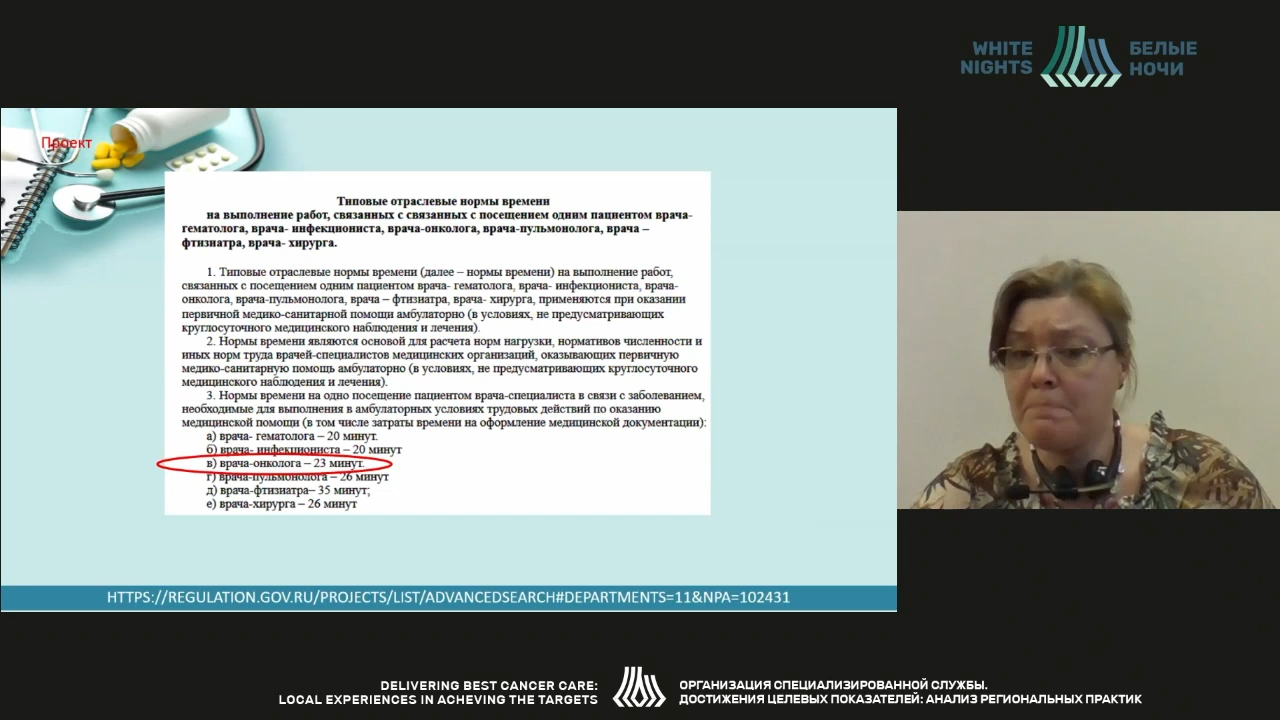 WHITE
NIGHTS
БЕЛЫЕ
НОЧИ
Проект
Типовые отраслевые нормы времени
на выполнение работ, связанных с связанных с посещением одним пациентом врача-
гематолога, врача- инфекциониста, врача-онколога, врача-пульмонолога, врача –
фтизиатра, врача- хирурга.
1. Типовые отраслевые нормы времени (далее – нормы времени) на выполнение работ,
связанных с посещением одним пациентом врача- гематолога, врача- инфекциониста, врача-
онколога, врача-пульмонолога, врача – фтизиатра, врача- хирурга, применяются при оказании
первичной медико-санитарной помощи амбулаторно (в условиях, не предусматривающих
круглосуточного медицинского наблюдения и лечения).
2. Нормы времени являются основой для расчета норм нагрузки, нормативов численности и
иных норм труда врачей-специалистов медицинских организаций, оказывающих первичную
медико-санитарную помощь амбулаторно (в условиях, не предусматривающих круглосуточного
медицинского наблюдения и лечения).
3. Нормы времени на одно посещение пациентом врача-специалиста в связи с заболеванием,
необходимые для выполнения в амбулаторных условиях трудовых действий по оказанию
медицинской помощи (в том числе затраты времени на оформление медицинской документации):
а) врача- гематолога – 20 минут.
б) врача- инфекциониста – 20 минут
в) врача-онколога – 23 минут.
г) врача-пульмонолога – 26 минут
д) врача-фтизиатра– 35 минут;
е) врача-хирурга – 26 минут
HTTPS://REGULATION.GOV.RU/PROJECTS/LIST/ADVANCEDSEARCH#DEPARTMENTS=11&NPA=102431
DELIVERING BEST CANCER CARE:
LOCAL EXPERIENCES IN ACHEVING THE TARGETS
ОРГАНИЗАЦИЯ СПЕЦИАЛИЗИРОВАННОЙ СЛУЖБЫ.
ДОСТИЖЕНИЯ ЦЕЛЕВЫХ ПОКАЗАТЕЛЕЙ: АНАЛИЗ РЕГИОНАЛЬНЫХ ПРАКТИК